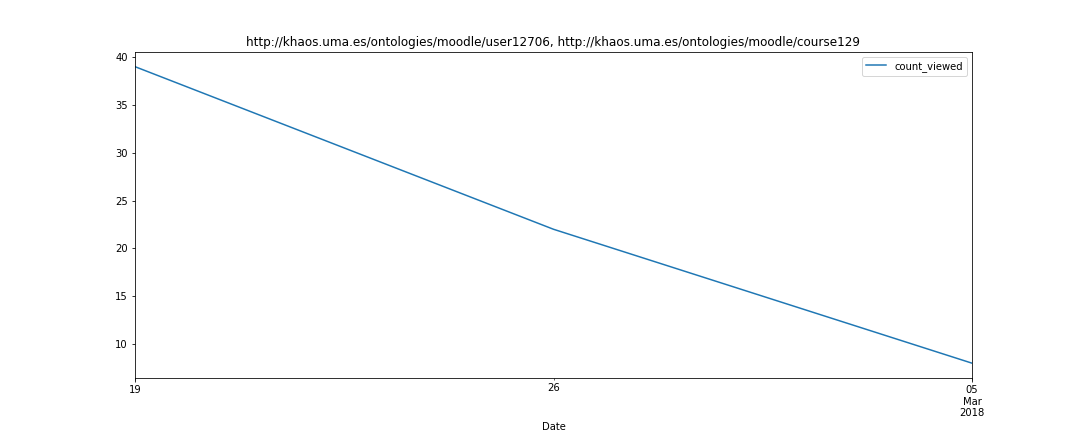 http://khaos.uma.es/ontologies/moodle/user12706, http://khaos.uma.es/ontologies/moodle/course129
count_viewed
40
35
30
25
20
15
10
19
26
05
Mar
2018
Date